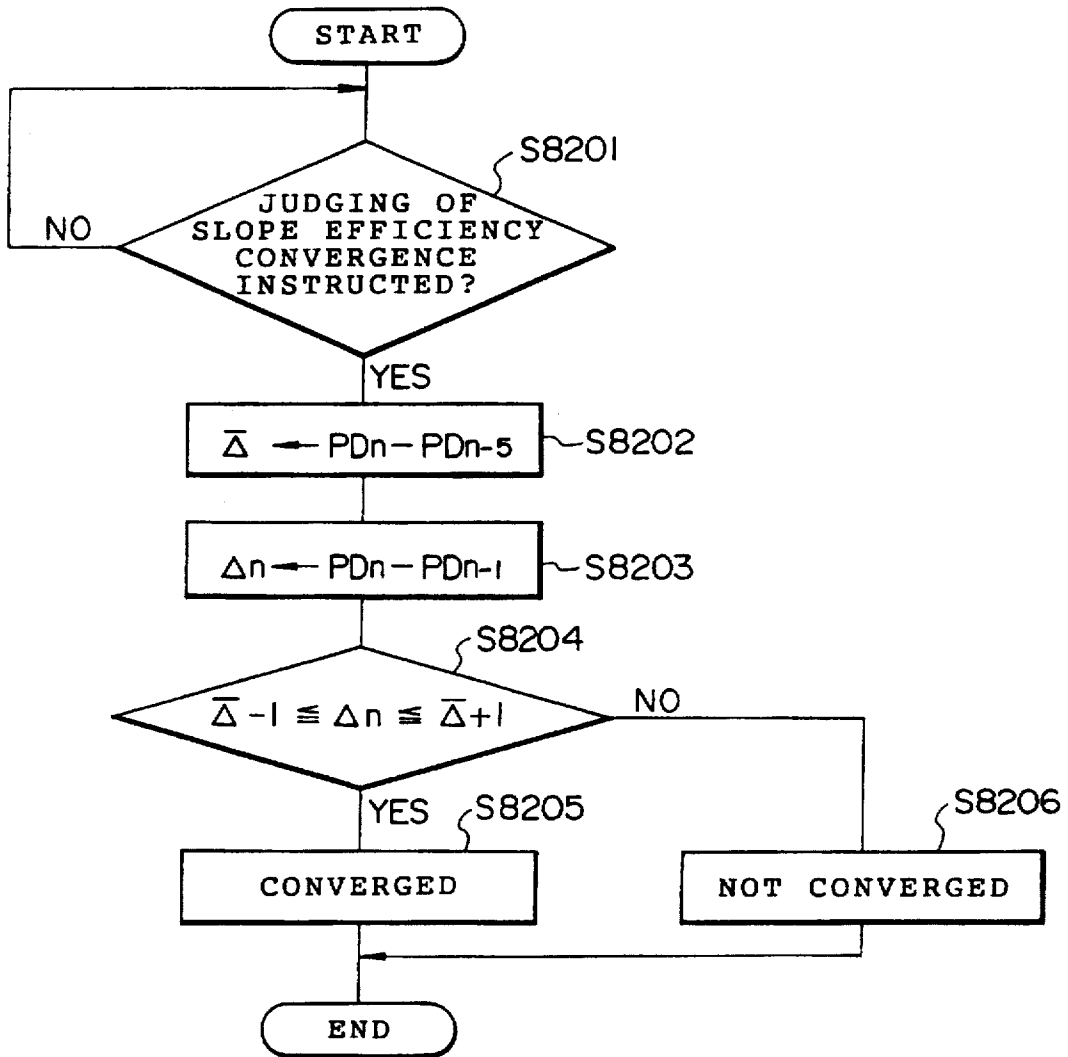 START
S8201
JUDGING OF
SLOPE EFFICIENCY
CONVERGENCE
INSTRUCTED?
NO
YES
Δ̅ ← PDn − PDn-5
S8202
Δn ← PDn − PDn-1
S8203
S8204
Δ̅ -1 ≦ Δn ≦ Δ̅ +1
NO
YES
S8205
S8206
CONVERGED
NOT CONVERGED
END